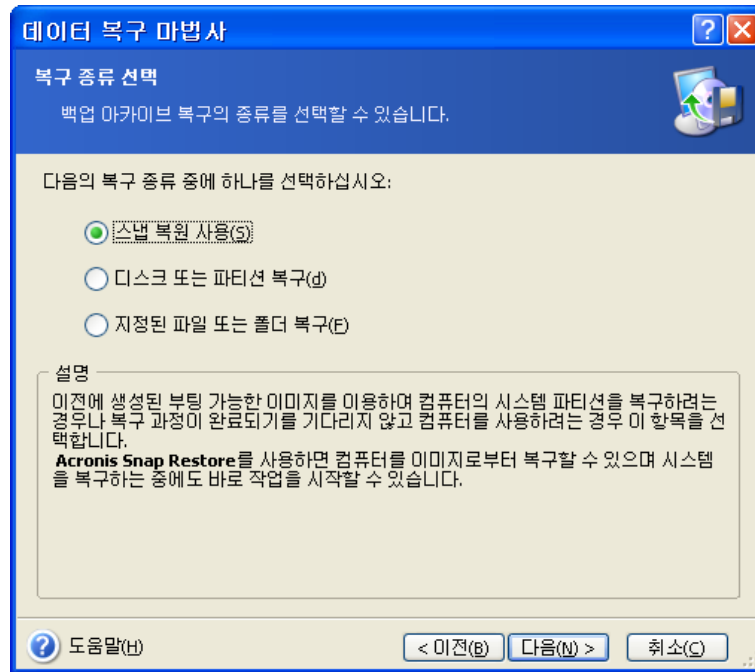 데이터 복구 마법사
복구 종류 선택
백업 아카이브 복구의 종류를 선택할 수 있습니다.
다음의 복구 종류 중에 하나를 선택하십시오:
스냅 복원 사용(S)
디스크 또는 파티션 복구(d)
지정된 파일 또는 폴더 복구(F)
설명
이전에 생성된 부팅 가능한 이미지를 이용하여 컴퓨터의 시스템 파티션을 복구하려는
경우나 복구 과정이 완료되기를 기다리지 않고 컴퓨터를 사용하려는 경우 이 항목을 선
택합니다.
Acronis Snap Restore를 사용하면 컴퓨터를 이미지로부터 복구할 수 있으며 시스템
을 복구하는 중에도 바로 작업을 시작할 수 있습니다.
도움말(H)
< 이전(B)
다음(N) >
취소(C)